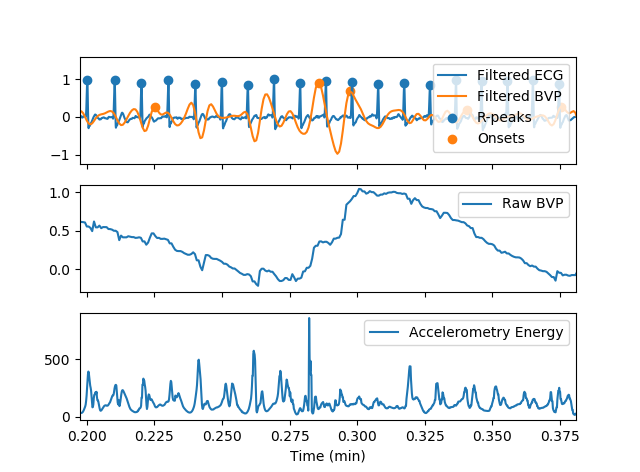 1
0
−1
Filtered ECG
Filtered BVP
R-peaks
Onsets
1.0
0.5
0.0
Raw BVP
500
0
Accelerometry Energy
0.200 0.225 0.250 0.275 0.300 0.325 0.350 0.375
Time (min)